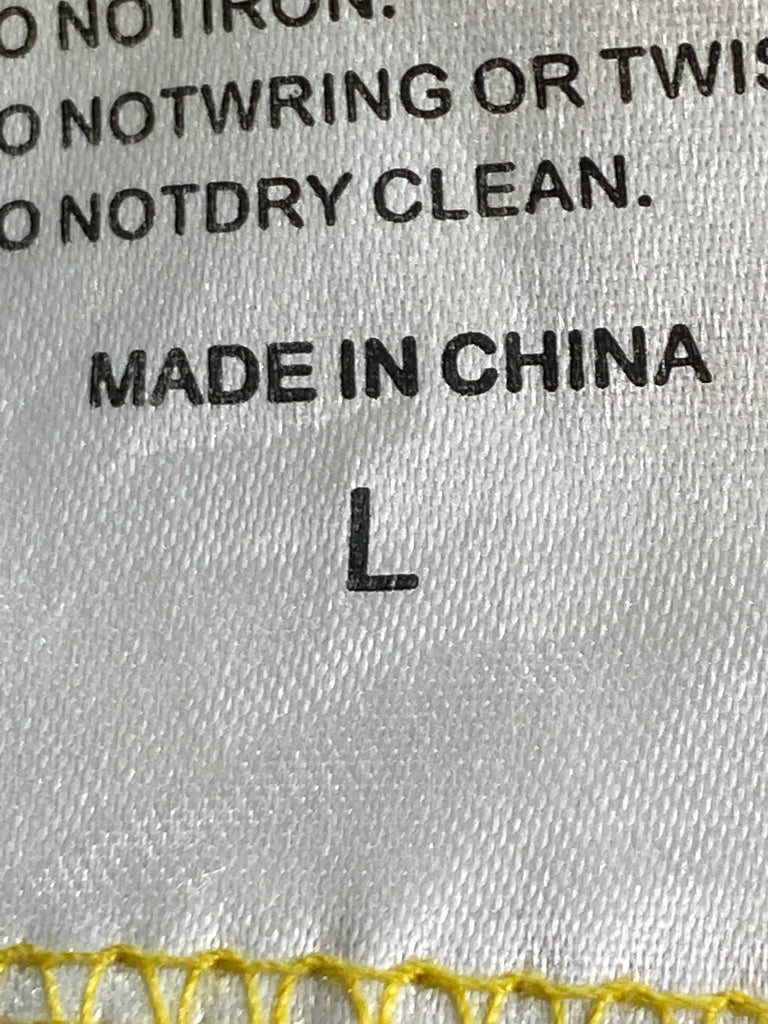 O NOTIRON.
O NOTWRING OR TWIS
O NOTDRY CLEAN.
MADE IN CHINA
L